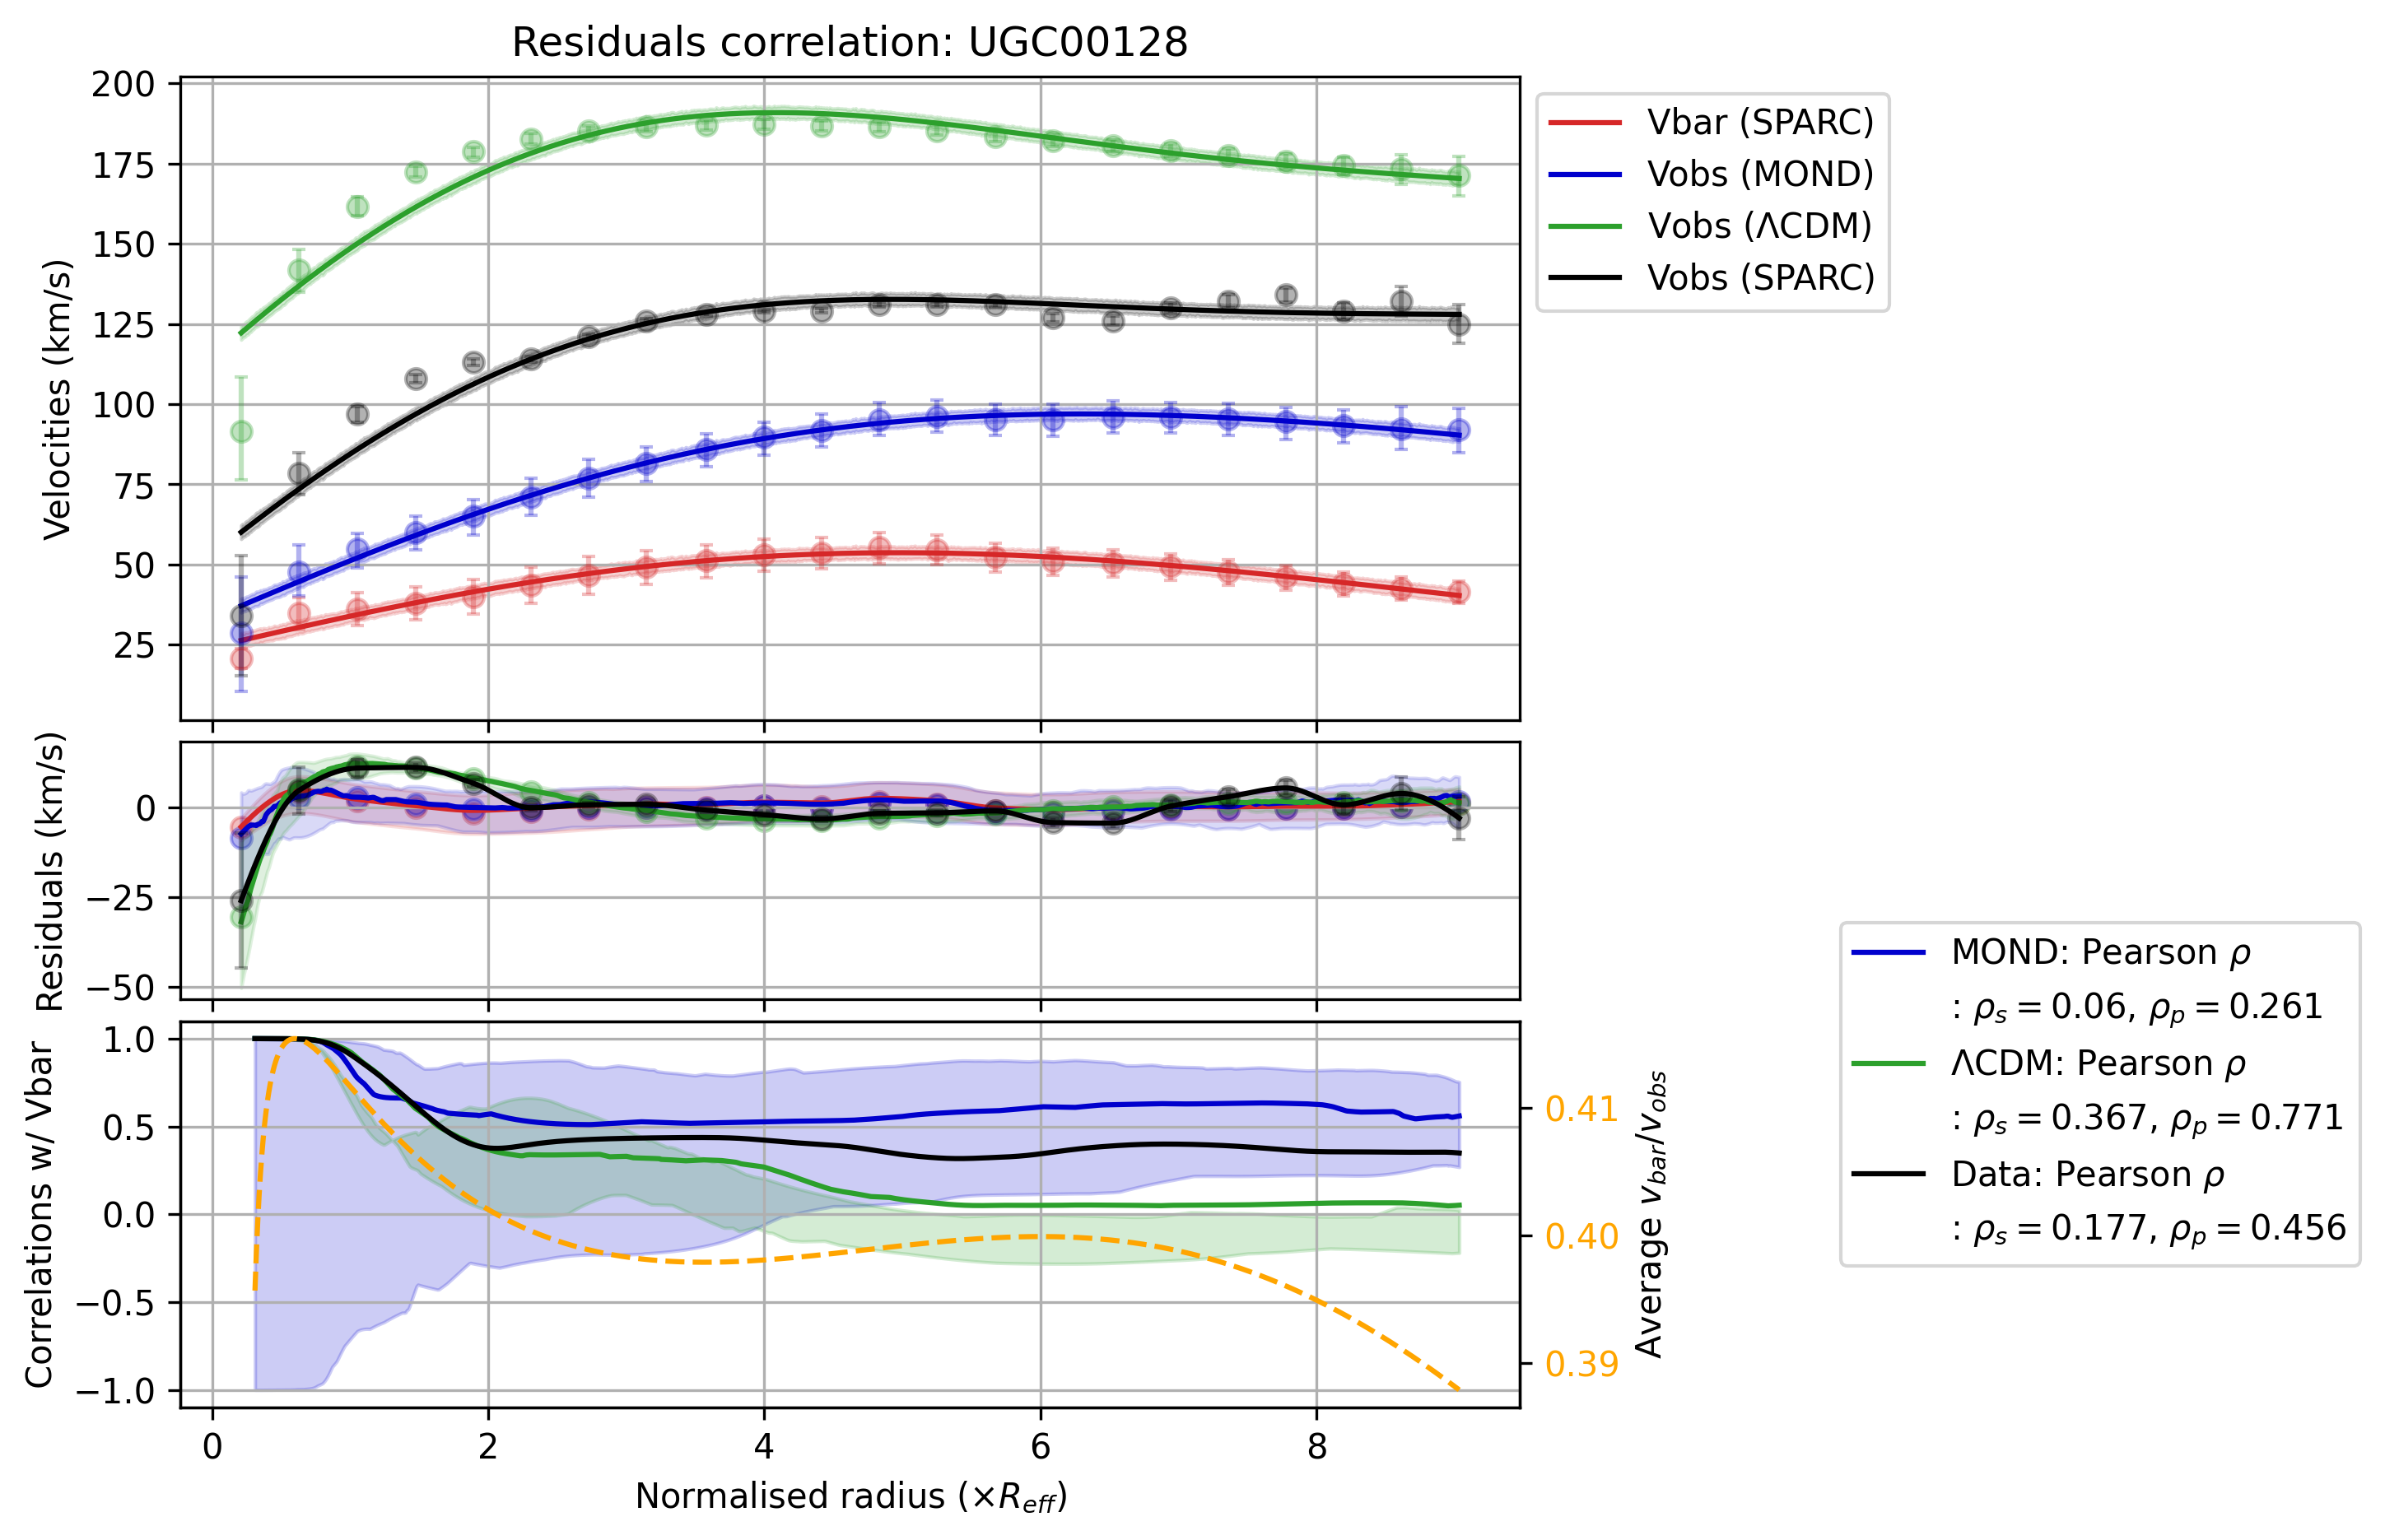 Residuals correlation: UGC00128
200
175
150
125
100
75
50
25
Velocities (km/s)
Vbar (SPARC)
Vobs (MOND)
Vobs (ΛCDM)
Vobs (SPARC)
0
−25
−50
Residuals (km/s)
1.0
0.5
0.0
−0.5
−1.0
Correlations w/ Vbar
0.41
0.40
0.39
Average v_bar/v_obs
MOND: Pearson ρ
: ρ_s = 0.06, ρ_p = 0.261
ΛCDM: Pearson ρ
: ρ_s = 0.367, ρ_p = 0.771
Data: Pearson ρ
: ρ_s = 0.177, ρ_p = 0.456
0 2 4 6 8
Normalised radius (×R_eff)